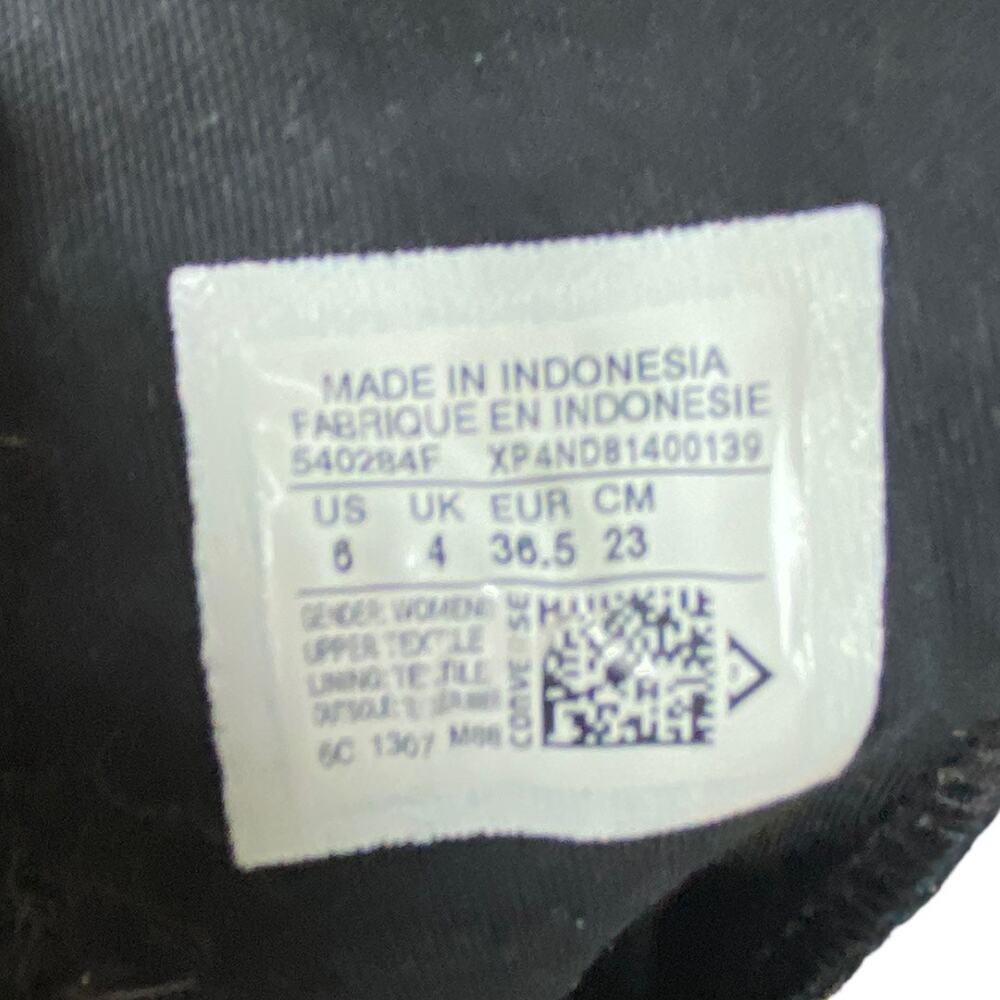 MADE IN INDONESIA
FABRIQUE EN INDONESIE
540284F XP4ND81400139
US UK EUR CM
6 4 36.5 23
GENDER: WOMENS
UPPER: TEXTILE
LINING: TEXTILE
6C 1307
CONVERSE